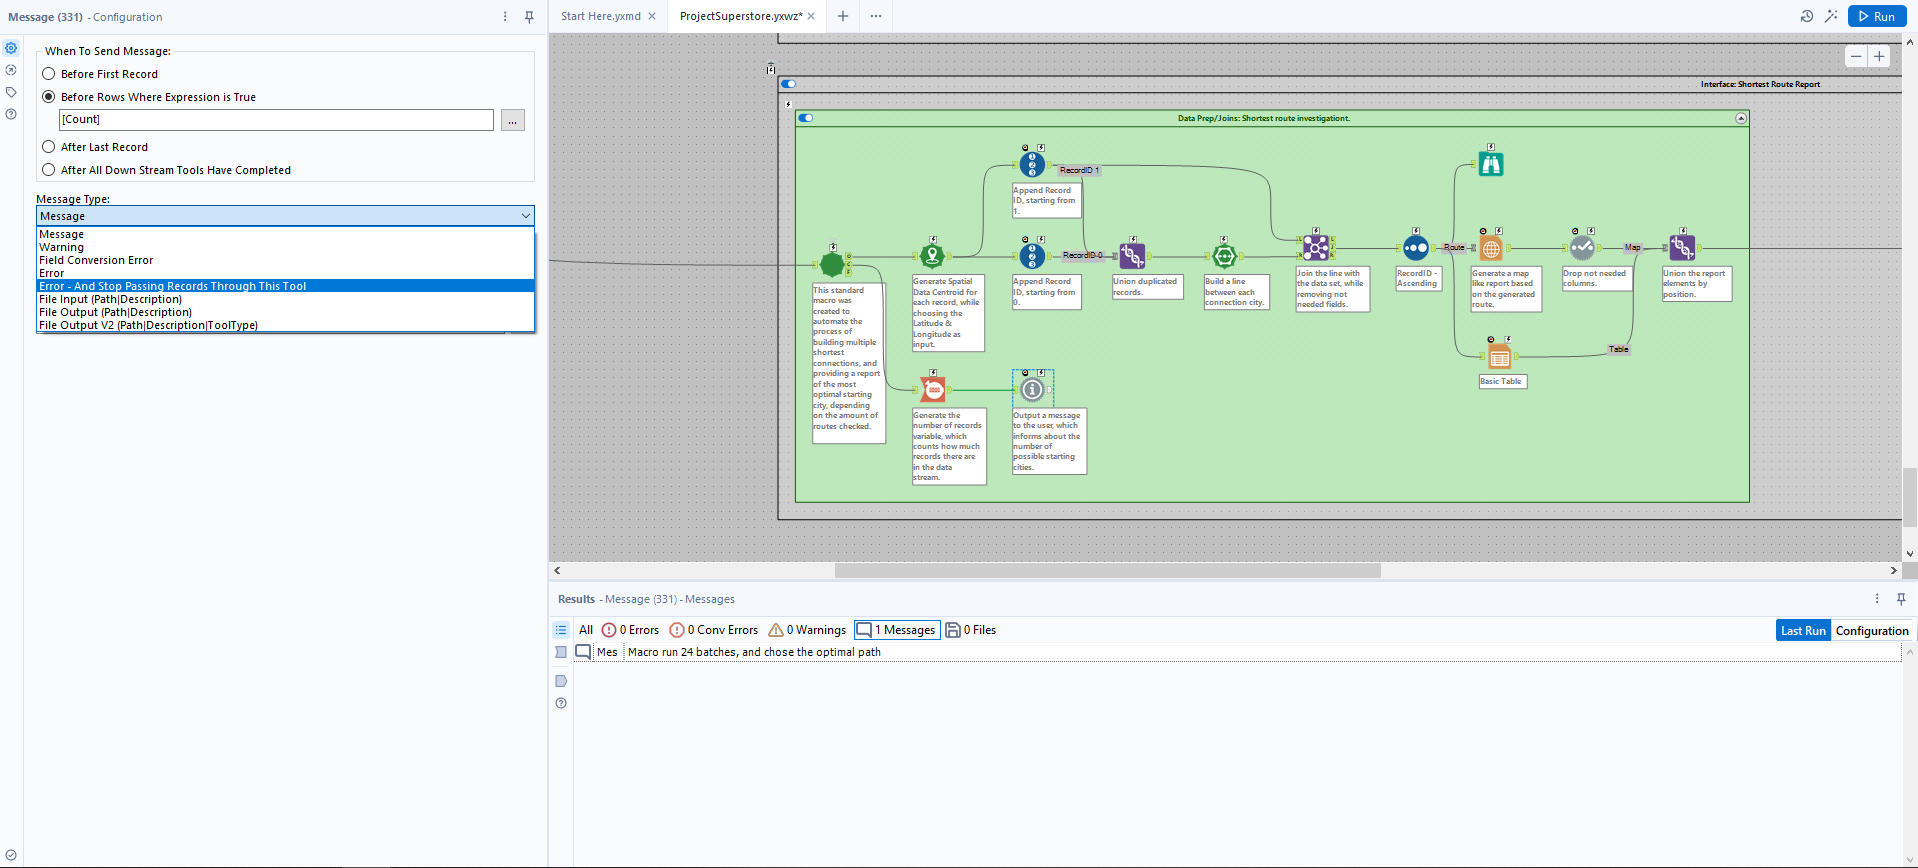 Message (331) - Configuration
When To Send Message:
Before First Record
Before Rows Where Expression is True
[Count]
...
After Last Record
After All Down Stream Tools Have Completed
Message Type:
Message
Message
Warning
Field Conversion Error
Error
Error - And Stop Passing Records Through This Tool
File Input (Path|Description)
File Output (Path|Description)
File Output V2 (Path|Description|ToolType)
Start Here.yxmd
ProjectSuperstore.yxwz*
Run
Interface: Shortest Route Report
Data Prep/Joins: Shortest route investigationt.
RecordID 1
Append Record
ID, starting from
1.
RecordID 0
Route
Map
This standard
macro was
created to
automate the
process of
building multiple
shortest
connections, and
providing a report
of the most
optimal starting
city, depending
on the amount of
routes checked.
Generate Spatial
Data Centroid for
each record, while
choosing the
Latitude &
Longitude as
input.
Append Record
ID, starting from
0.
Union duplicated
records.
Build a line
between each
connection city.
Join the line with
the data set, while
removing not
needed fields.
RecordID -
Ascending
Generate a map
like report based
on the generated
route.
Drop not needed
columns.
Union the report
elements by
position.
Table
Basic Table
Generate the
number of records
variable, which
counts how much
records there are
in the data
stream.
Output a message
to the user, which
informs about the
number of
possible starting
cities.
Results - Message (331) - Messages
All 0 Errors 0 Conv Errors 0 Warnings 1 Messages 0 Files
Last Run Configuration
Mes Macro run 24 batches, and chose the optimal path